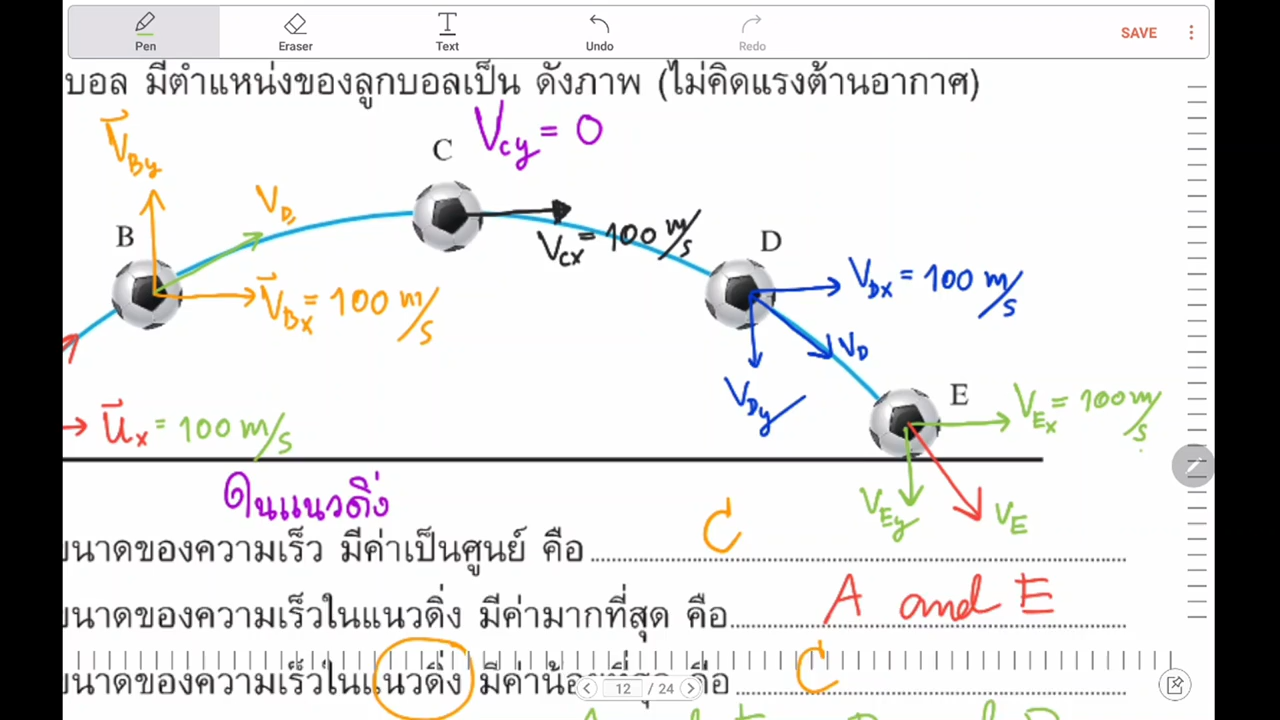 Pen Eraser Text Undo Redo SAVE
บอล มีตำแหน่งของลูกบอลเป็น ดังภาพ (ไม่คิดแรงต้านอากาศ)
V_By
V_Cy = 0
C
B
V_D
V_Cx = 100 m/s
D
V_Bx = 100 m/s
V_Dx = 100 m/s
V_D
V_Dy
E
V_Ex = 100 m/s
u_x = 100 m/s
V_Ey
V_E
ในแนวดิ่ง
ขนาดของความเร็ว มีค่าเป็นศูนย์ คือ C
ขนาดของความเร็วในแนวดิ่ง มีค่ามากที่สุด คือ A and E
ขนาดของความเร็วในแนวดิ่ง มีค่าน้อยที่สุด คือ C
12 / 24